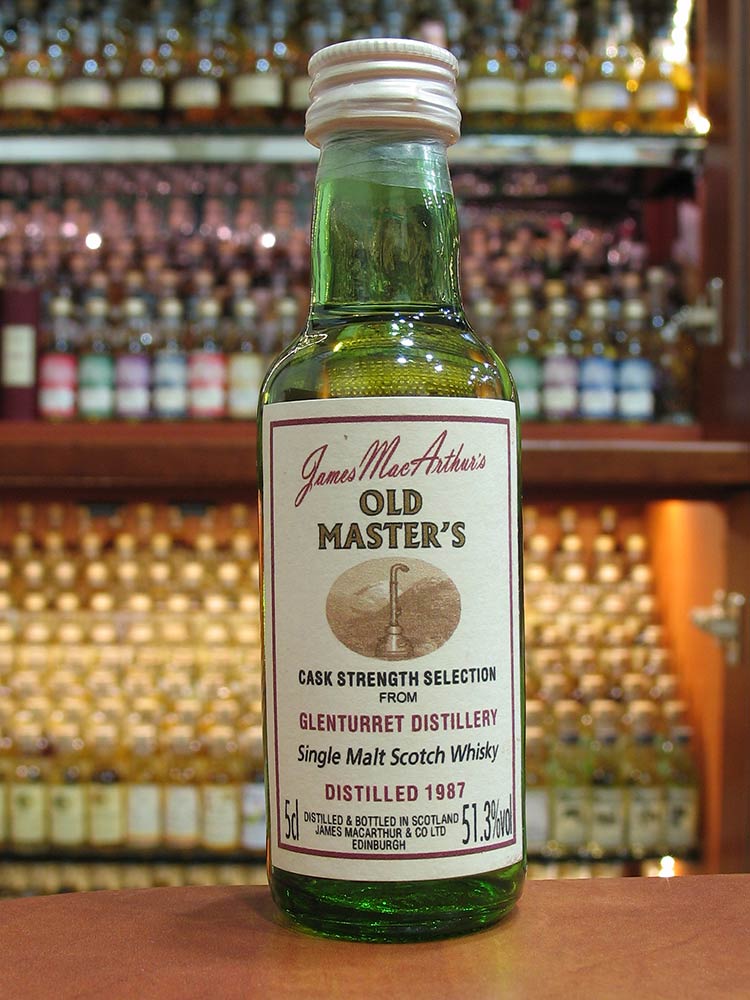 James MacArthur's
OLD
MASTER'S
CASK STRENGTH SELECTION
FROM
GLENTURRET DISTILLERY
Single Malt Scotch Whisky
DISTILLED 1987
5cl
DISTILLED & BOTTLED IN SCOTLAND
JAMES MACARTHUR & CO LTD
EDINBURGH
51.3%vol